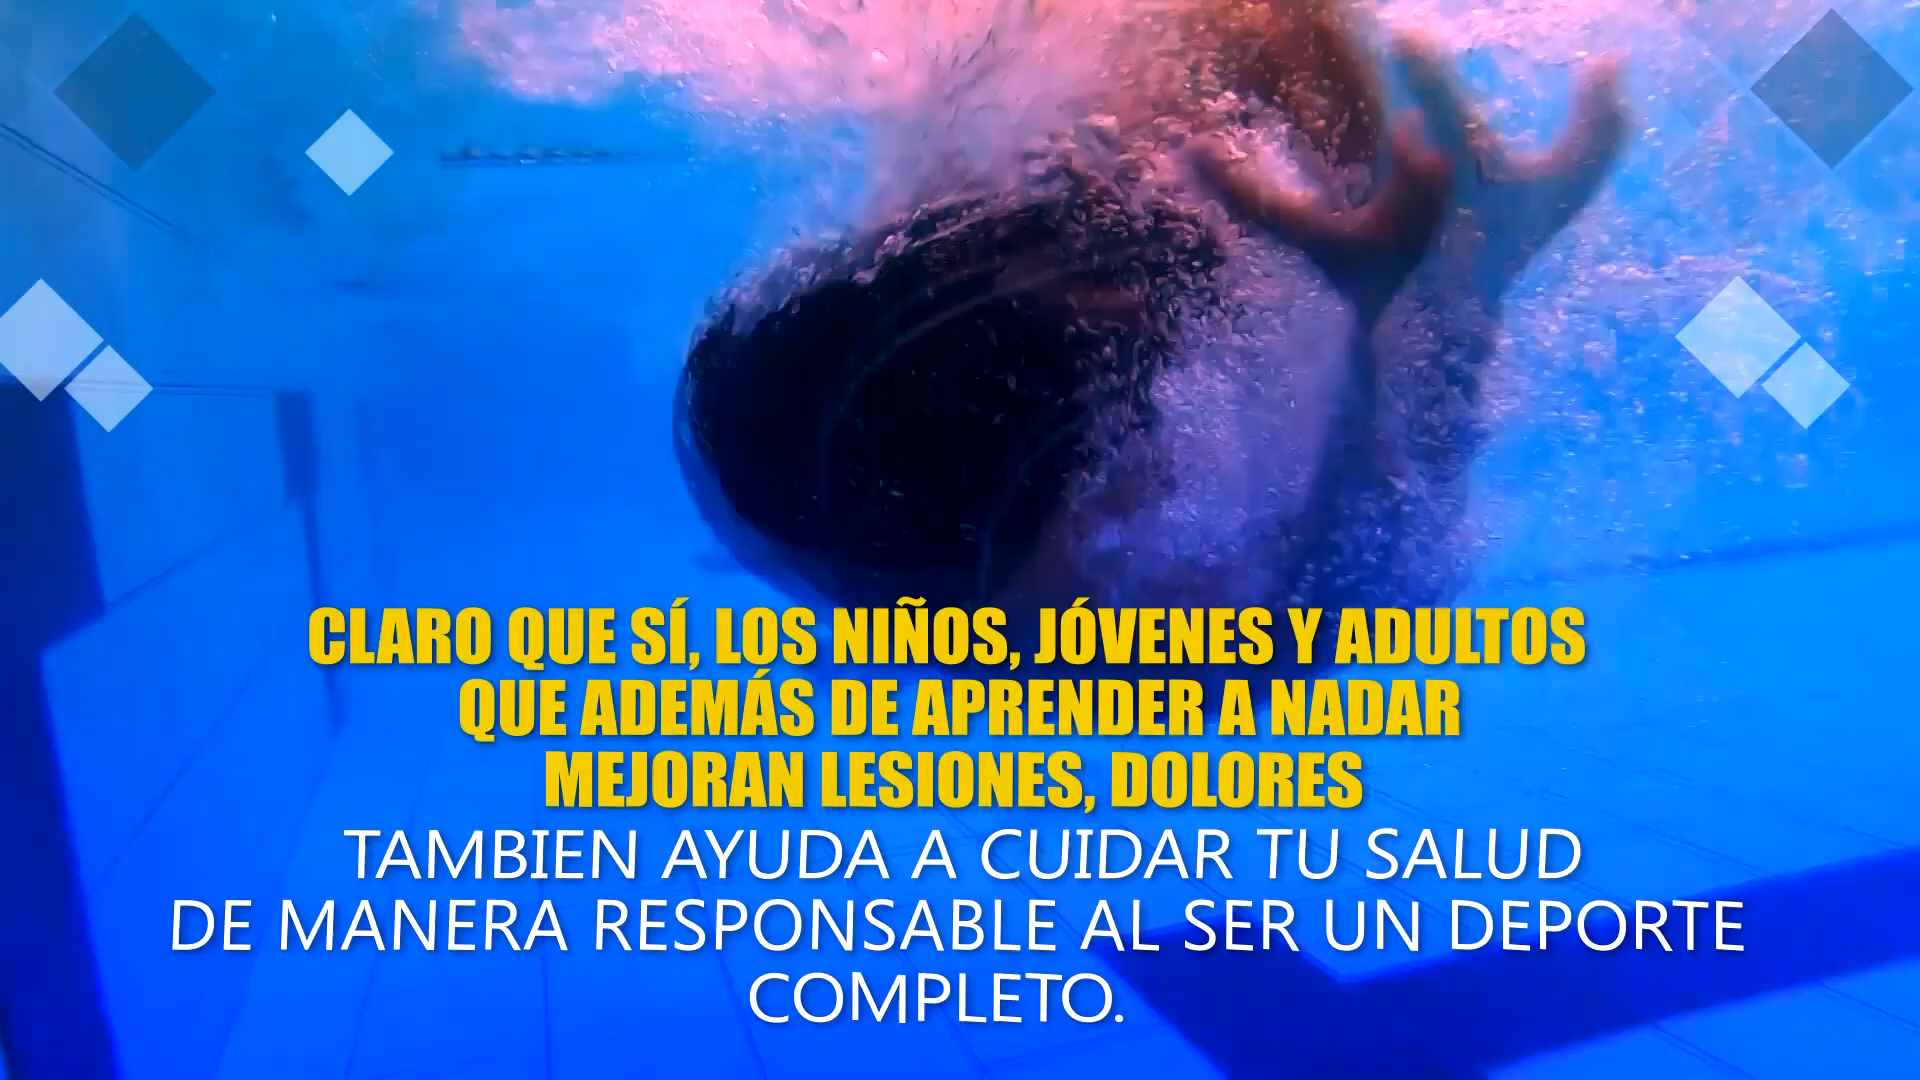 CLARO QUE SÍ, LOS NIÑOS, JÓVENES Y ADULTOS
QUE ADEMÁS DE APRENDER A NADAR
MEJORAN LESIONES, DOLORES
TAMBIEN AYUDA A CUIDAR TU SALUD
DE MANERA RESPONSABLE AL SER UN DEPORTE
COMPLETO.